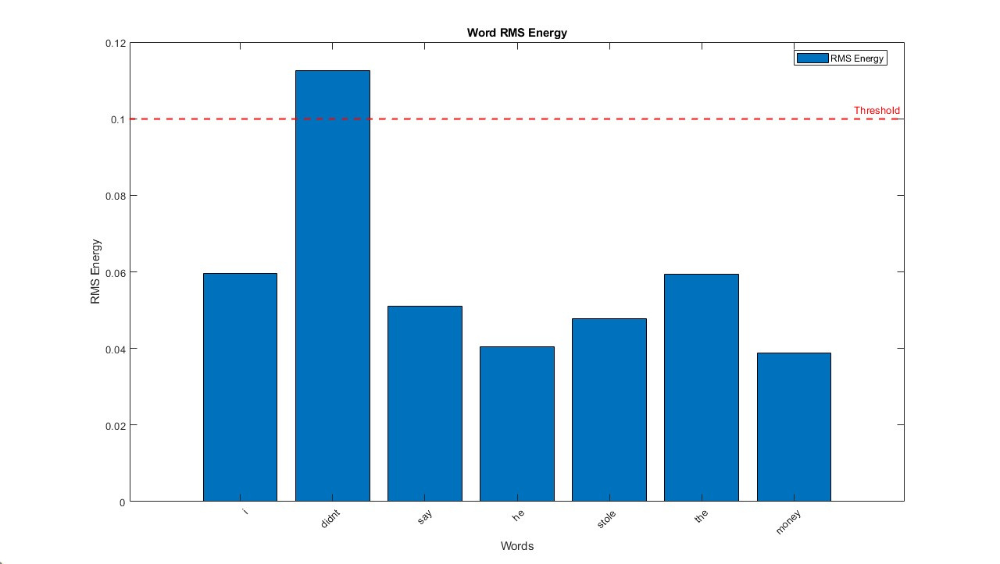 Word RMS Energy
RMS Energy
Threshold
0.12
0.1
0.08
0.06
0.04
0.02
0
RMS Energy
i
didnt
say
he
stole
the
money
Words